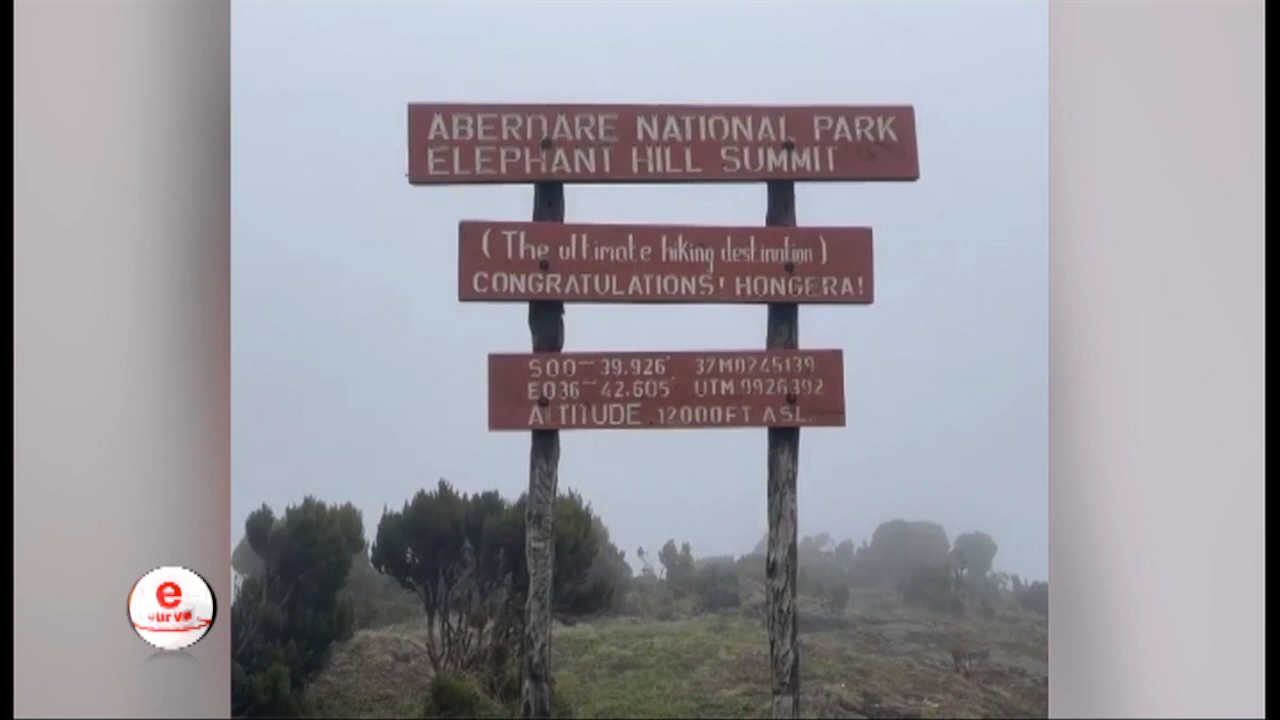 ABERDARE NATIONAL PARK
ELEPHANT HILL SUMMIT
(The ultimate hiking destination)
CONGRATULATIONS! HONGERA!
S00~39.926' 37M0245139
E036~42.605' UTM 9926392
ALTITUDE 12000FT ASL.
e
urve